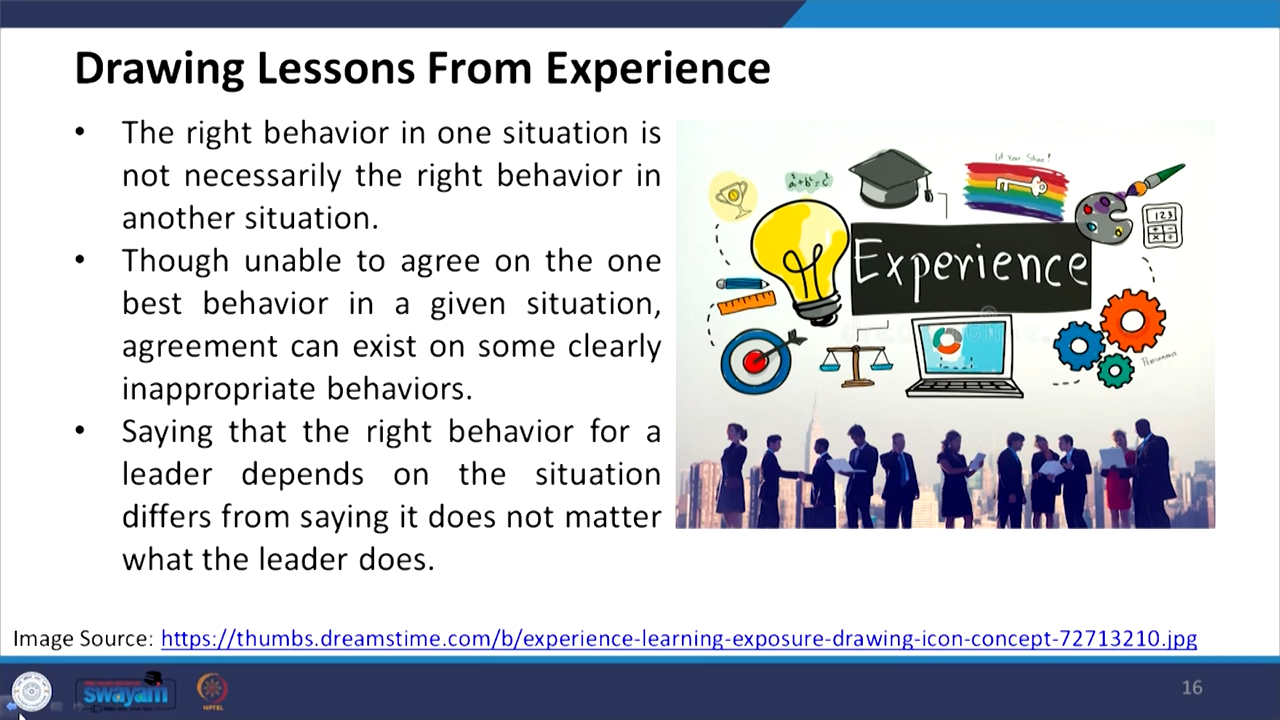 Drawing Lessons From Experience
• The right behavior in one situation is
not necessarily the right behavior in
another situation.
• Though unable to agree on the one
best behavior in a given situation,
agreement can exist on some clearly
inappropriate behaviors.
• Saying that the right behavior for a
leader depends on the situation
differs from saying it does not matter
what the leader does.
Experience
123
Performance
Image Source: https://thumbs.dreamstime.com/b/experience-learning-exposure-drawing-icon-concept-72713210.jpg
swayam
NPTEL
16